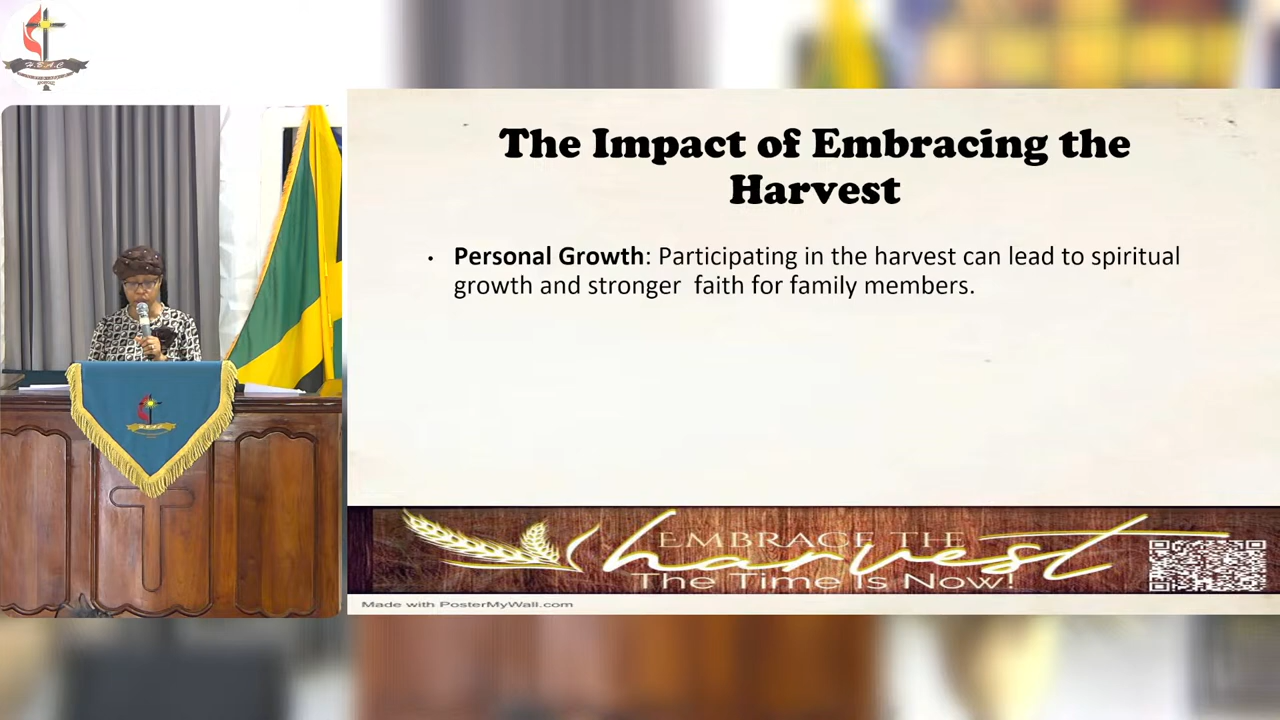 H.E.A.C
The Impact of Embracing the
Harvest
• Personal Growth: Participating in the harvest can lead to spiritual
growth and stronger  faith for family members.
EMBRACE THE
harvest
The Time Is Now!
Made with PosterMyWall.com